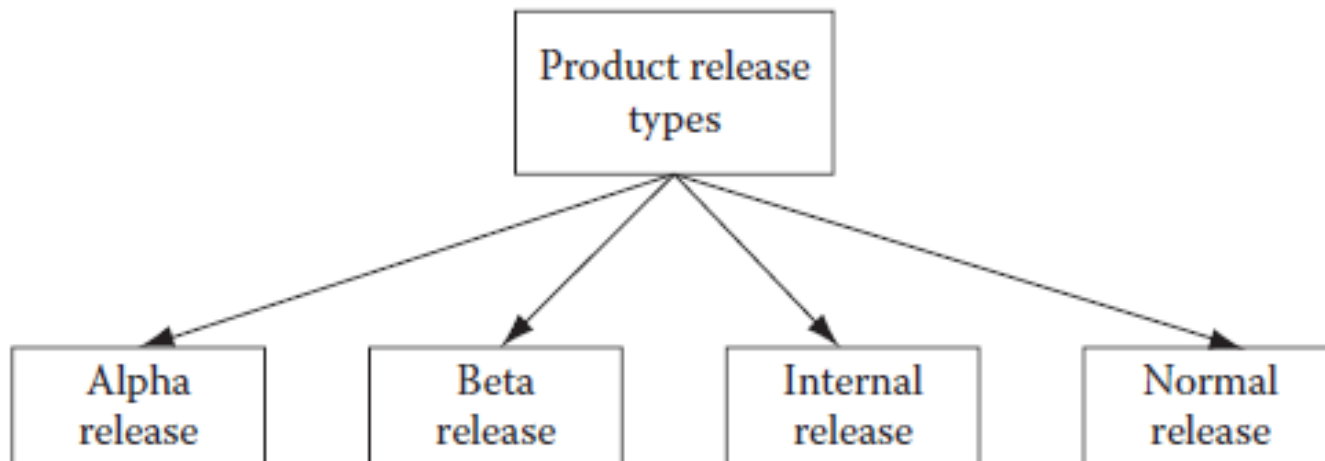 Product release
types
Alpha
release
Beta
release
Internal
release
Normal
release